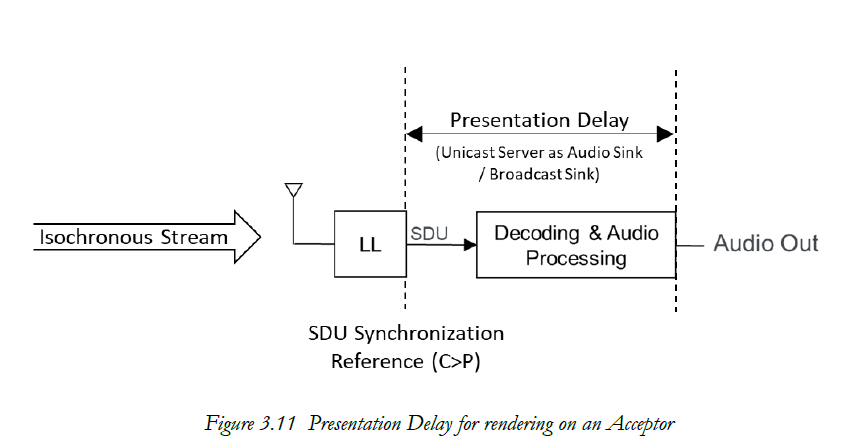 Presentation Delay
(Unicast Server as Audio Sink
/ Broadcast Sink)
Isochronous Stream
LL
SDU
Decoding & Audio
Processing
Audio Out
SDU Synchronization
Reference (C>P)
Figure 3.11 Presentation Delay for rendering on an Acceptor